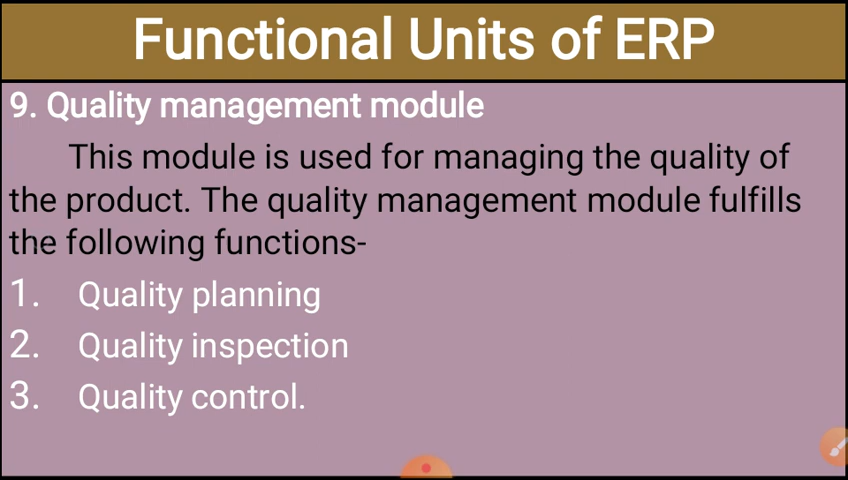 Functional Units of ERP
9. Quality management module
This module is used for managing the quality of
the product. The quality management module fulfills
the following functions-
1. Quality planning
2. Quality inspection
3. Quality control.